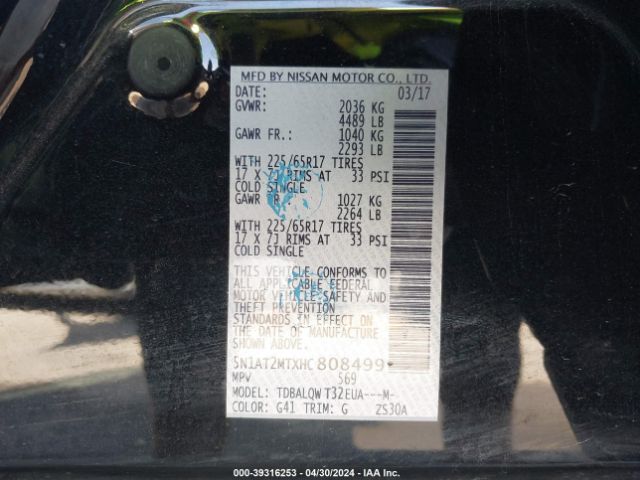 MFD BY NISSAN MOTOR CO., LTD.
DATE: 03/17
GVWR: 2036 KG
4489 LB
GAWR FR.: 1040 KG
2293 LB
WITH 225/65R17 TIRES
17 X 7J RIMS AT 33 PSI
COLD SINGLE
GAWR R 1027 KG
2264 LB
WITH 225/65R17 TIRES
17 X 7J RIMS AT 33 PSI
COLD SINGLE
THIS VEHICLE CONFORMS TO
ALL APPLICABLE FEDERAL
MOTOR VEHICLE SAFETY AND
THEFT PREVENTION
STANDARDS IN EFFECT ON
THE DATE OF MANUFACTURE
SHOWN ABOVE.
5N1AT2MTXHC808499
MPV 569
MODEL: TDBALQW T32EUA---M-
COLOR: G41 TRIM: G ZS30A
000-39316253 - 04/30/2024 - IAA Inc.